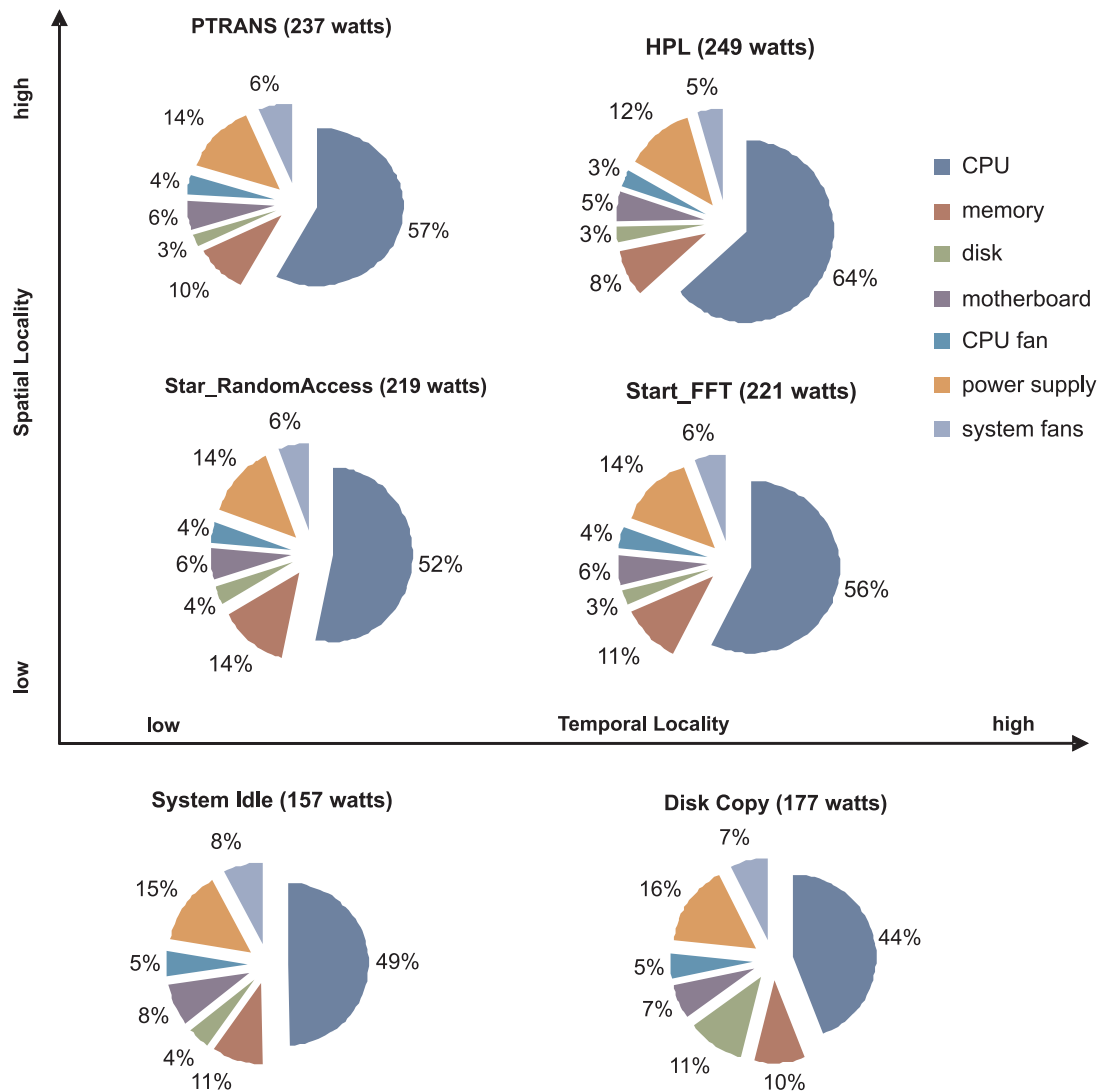 PTRANS (237 watts)
6%
14%
4%
6%
3%
10%
57%
HPL (249 watts)
5%
12%
3%
5%
3%
8%
64%
CPU
memory
disk
motherboard
CPU fan
power supply
system fans
high
Spatial Locality
low
Star_RandomAccess (219 watts)
6%
14%
4%
6%
4%
14%
52%
Start_FFT (221 watts)
6%
14%
4%
6%
3%
11%
56%
low
Temporal Locality
high
System Idle (157 watts)
8%
15%
5%
8%
4%
11%
49%
Disk Copy (177 watts)
7%
16%
5%
7%
11%
10%
44%